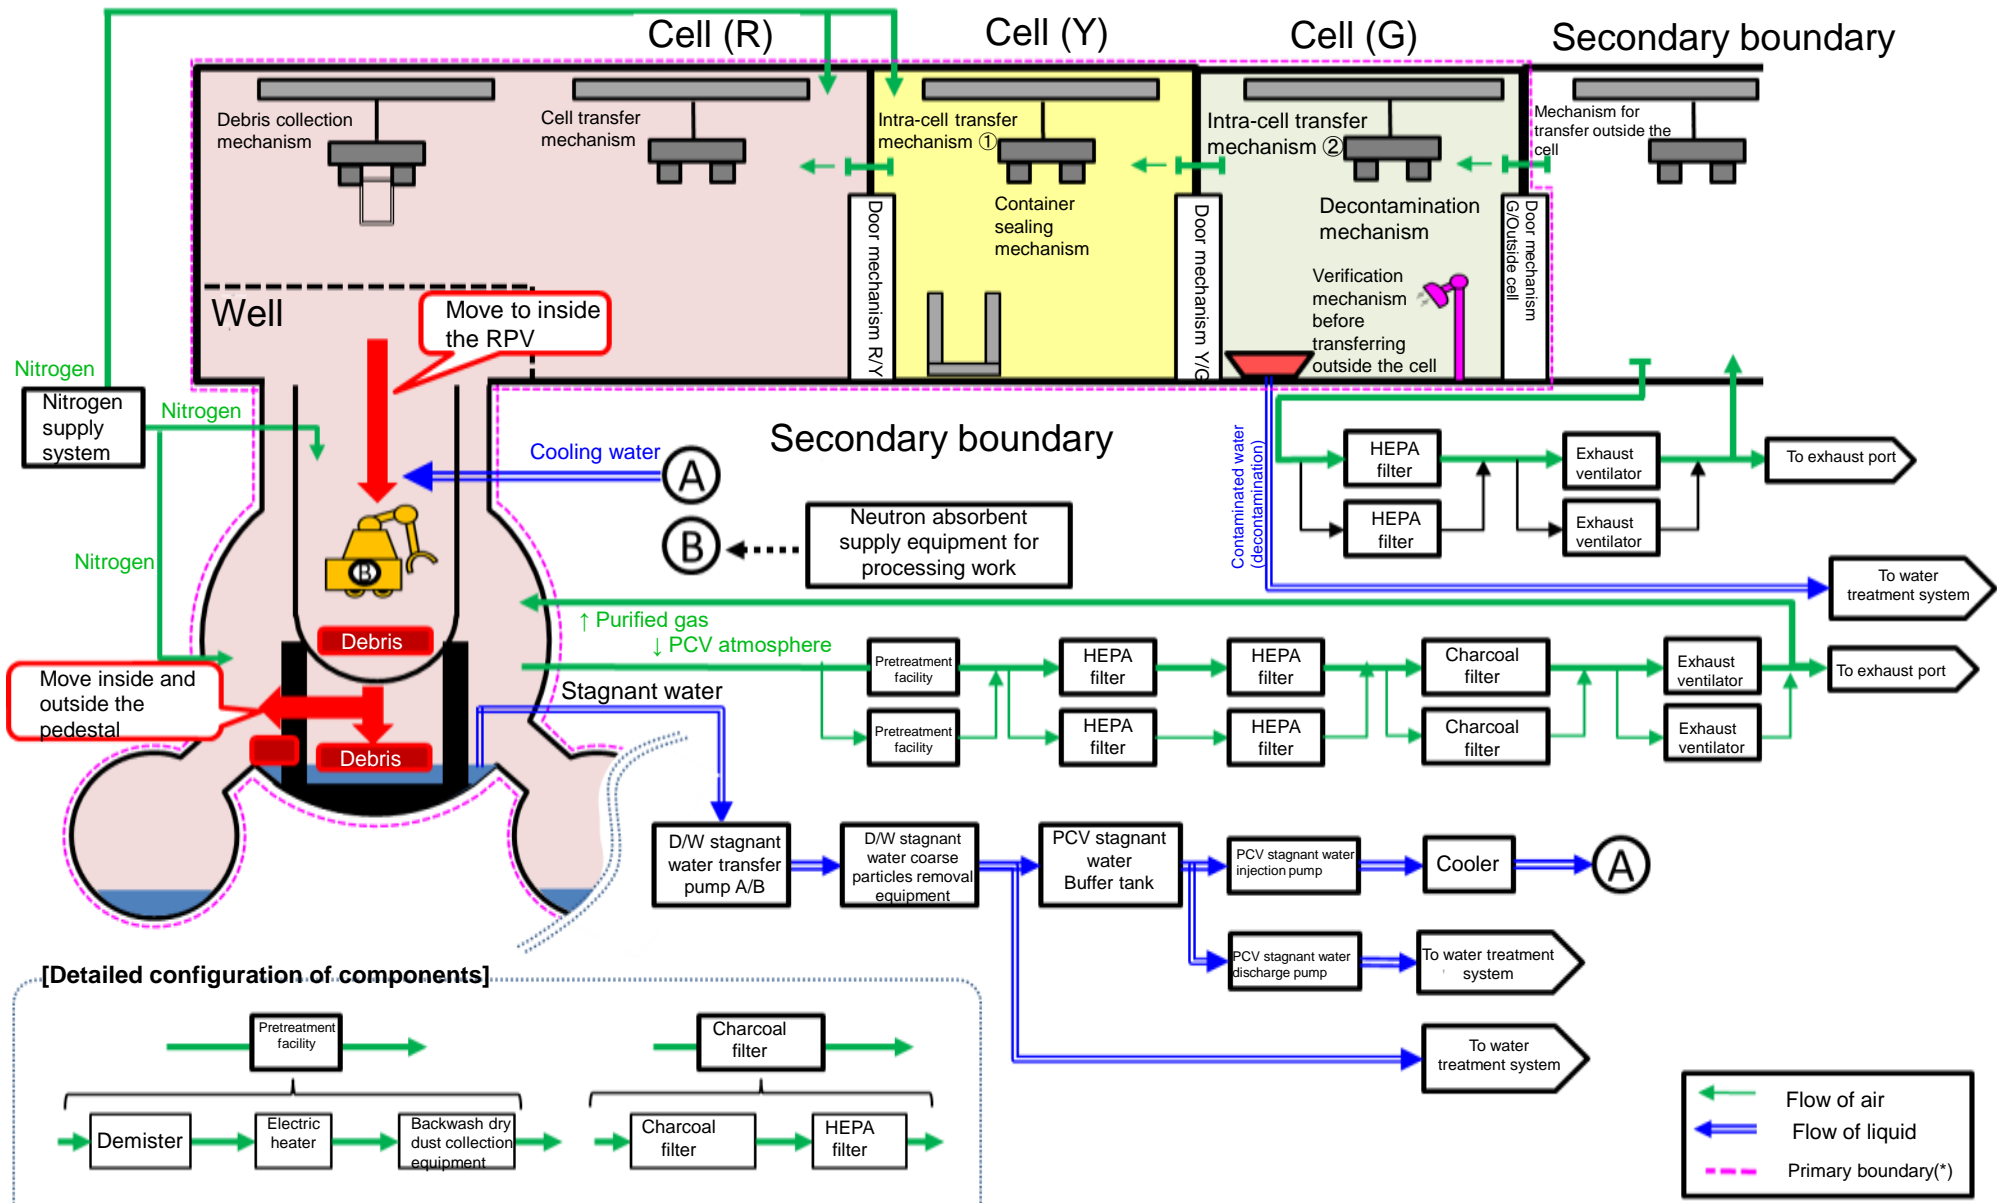 Cell (R)
Cell (Y)
Cell (G)
Secondary boundary
Debris collection
mechanism
Cell transfer
mechanism
Intra-cell transfer
mechanism ①
Intra-cell transfer
mechanism ②
Mechanism for
transfer outside the
cell
Container
sealing
mechanism
Decontamination
mechanism
Door mechanism R/Y
Door mechanism Y/G
Door mechanism
G/Outside cell
Verification
mechanism
before
transferring
outside the cell
Well
Move to inside
the RPV
Nitrogen
Nitrogen
supply
system
Nitrogen
Nitrogen
Cooling water
A
Secondary boundary
B
Neutron absorbent
supply equipment for
processing work
B
Contaminated water
(decontamination)
HEPA
filter
HEPA
filter
Exhaust
ventilator
Exhaust
ventilator
To exhaust port
To water
treatment system
↑ Purified gas
↓ PCV atmosphere
Debris
Move inside and
outside the
pedestal
Debris
Stagnant water
Pretreatment
facility
HEPA
filter
HEPA
filter
Charcoal
filter
Exhaust
ventilator
To exhaust port
Pretreatment
facility
HEPA
filter
HEPA
filter
Charcoal
filter
Exhaust
ventilator
D/W stagnant
water transfer
pump A/B
D/W stagnant
water coarse
particles removal
equipment
PCV stagnant
water
Buffer tank
PCV stagnant water
injection pump
Cooler
A
PCV stagnant water
discharge pump
To water treatment
system
To water
treatment system
[Detailed configuration of components]
Pretreatment
facility
Charcoal
filter
Demister
Electric
heater
Backwash dry
dust collection
equipment
Charcoal
filter
HEPA
filter
Flow of air
Flow of liquid
Primary boundary(*)